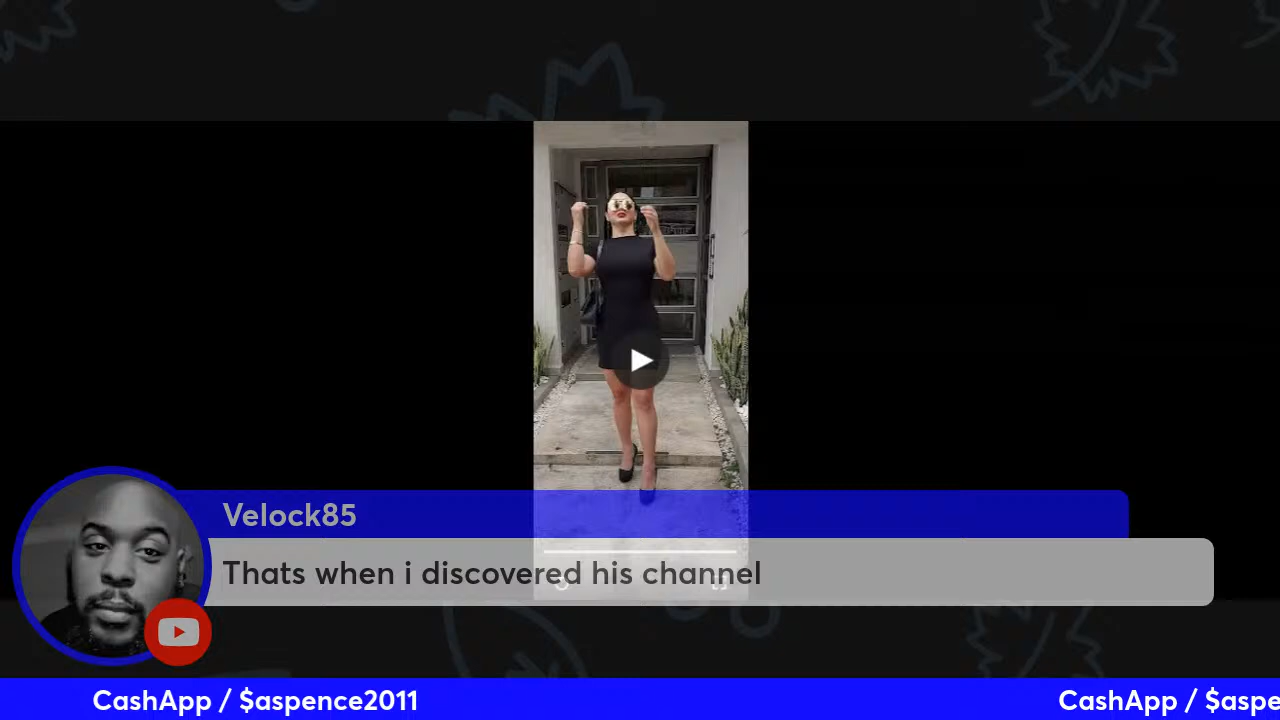 Velock85
Thats when i discovered his channel
CashApp / $aspence2011
CashApp / $aspe